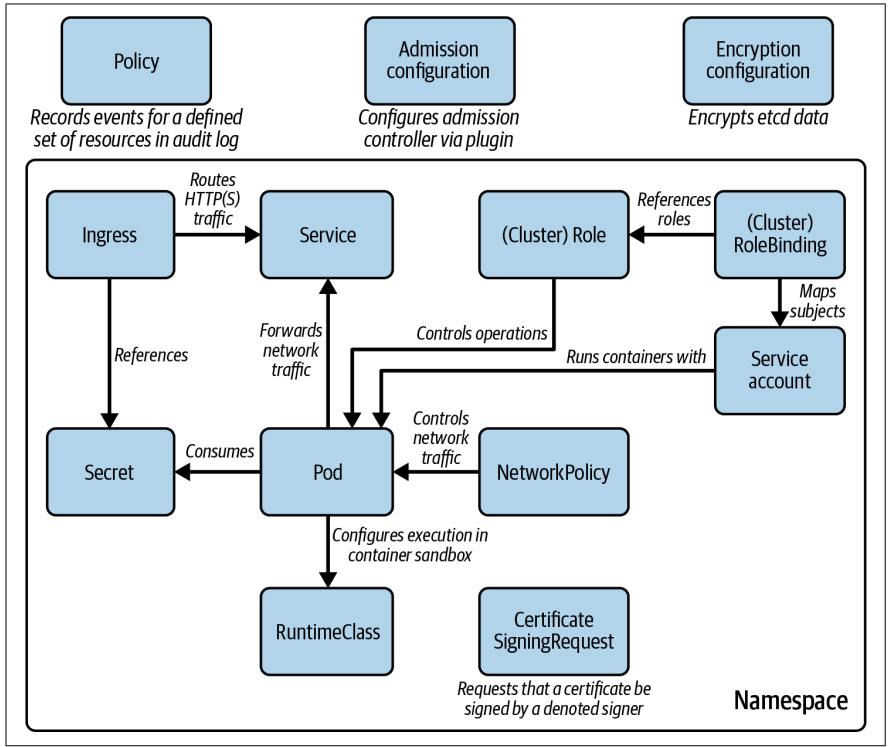 Policy
Admission
configuration
Encryption
configuration
Records events for a defined
set of resources in audit log
Configures admission
controller via plugin
Encrypts etcd data
Routes
HTTP(S)
traffic
Ingress
Service
(Cluster) Role
References
roles
(Cluster)
RoleBinding
Maps
subjects
References
Forwards
network
traffic
Controls operations
Runs containers with
Service
account
Secret
Consumes
Pod
Controls
network
traffic
NetworkPolicy
Configures execution in
container sandbox
RuntimeClass
Certificate
SigningRequest
Requests that a certificate be
signed by a denoted signer
Namespace